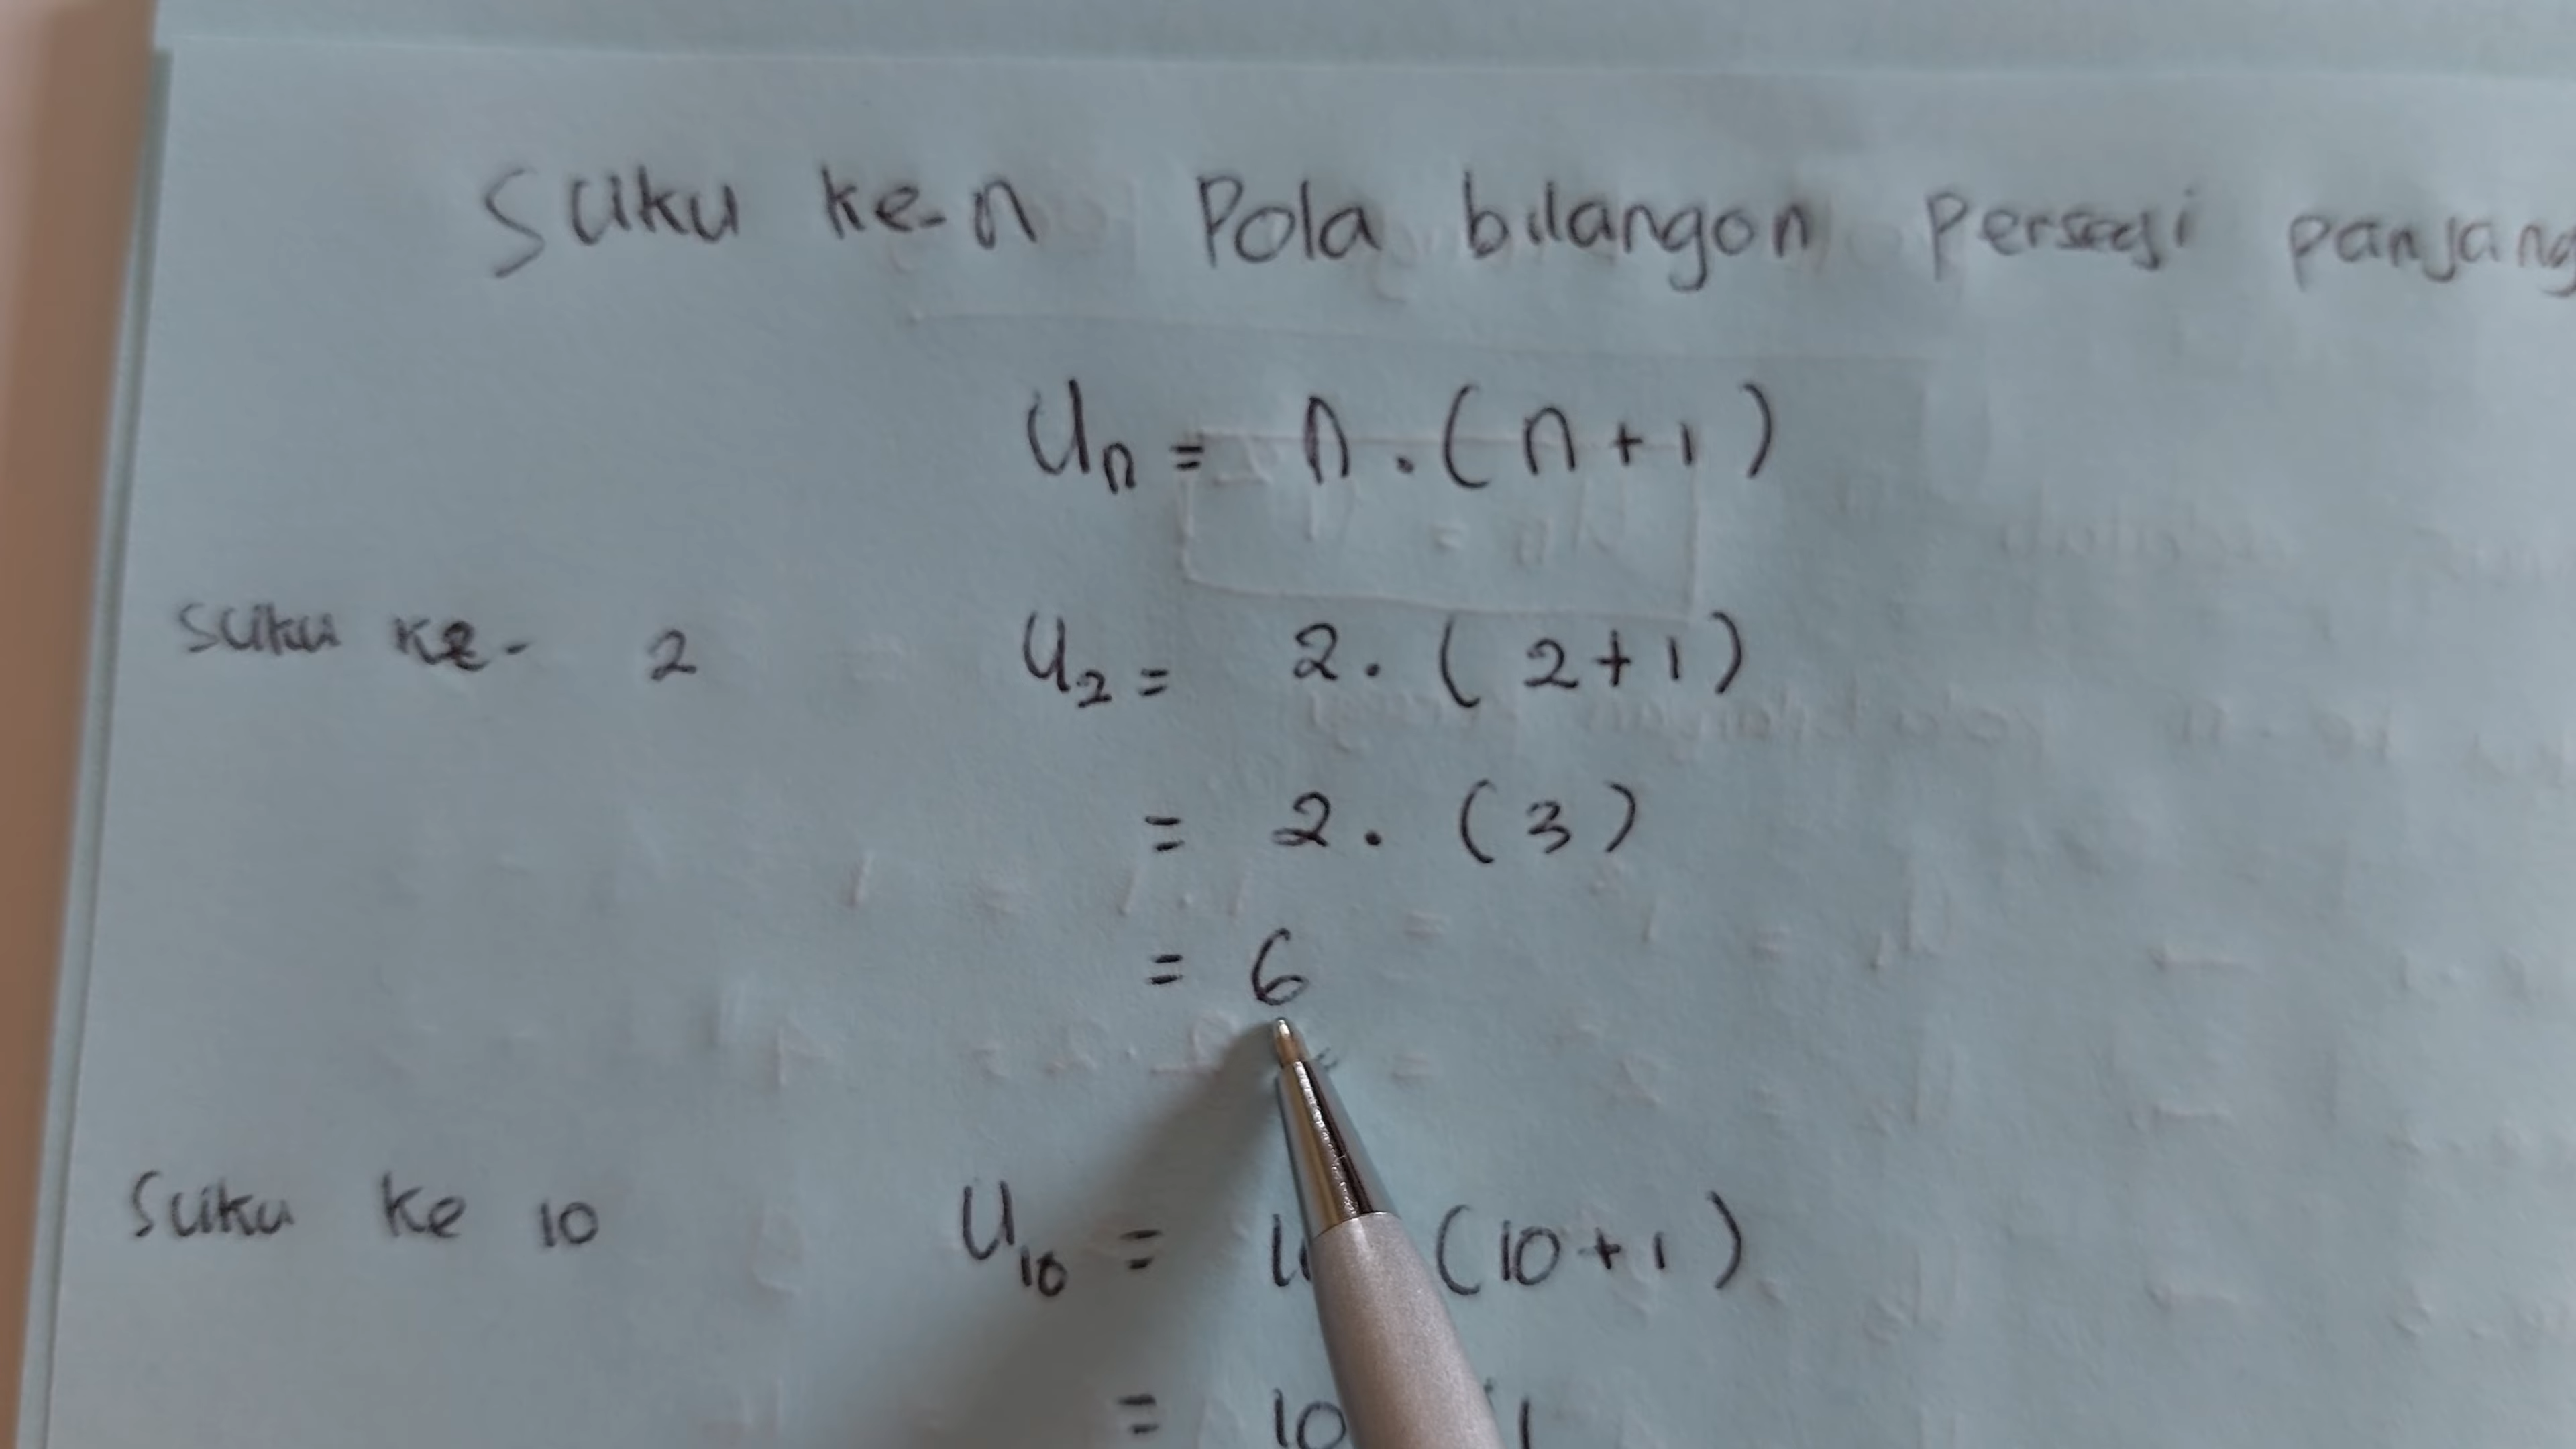 Suku ke-n Pola bilangan persegi panjang
Un = n . (n+1)
suku ke- 2 U2 = 2 . (2+1)
= 2 . (3)
= 6
Suku ke 10 U10 = (10+1)
= 10